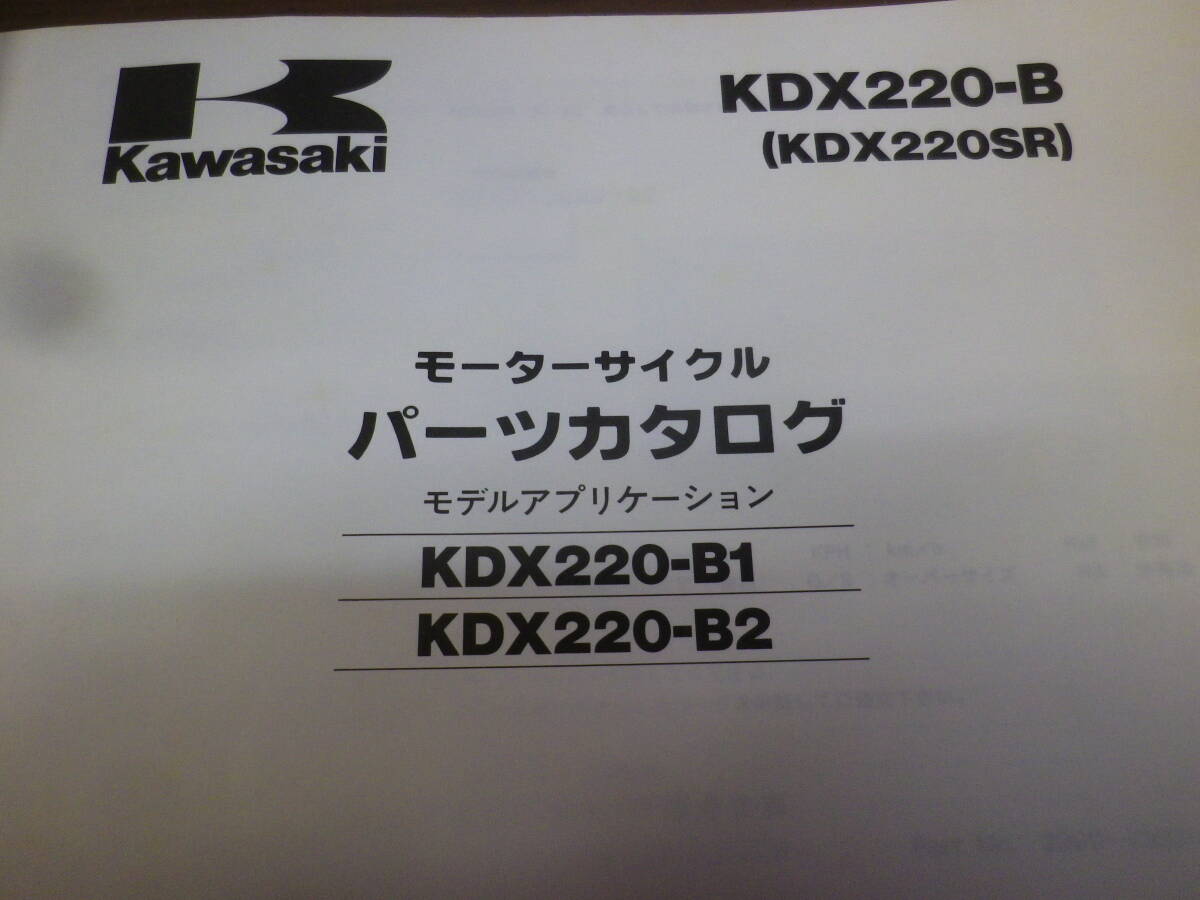 Kawasaki
KDX220-B
(KDX220SR)
モーターサイクル
パーツカタログ
モデルアプリケーション
KDX220-B1
KDX220-B2